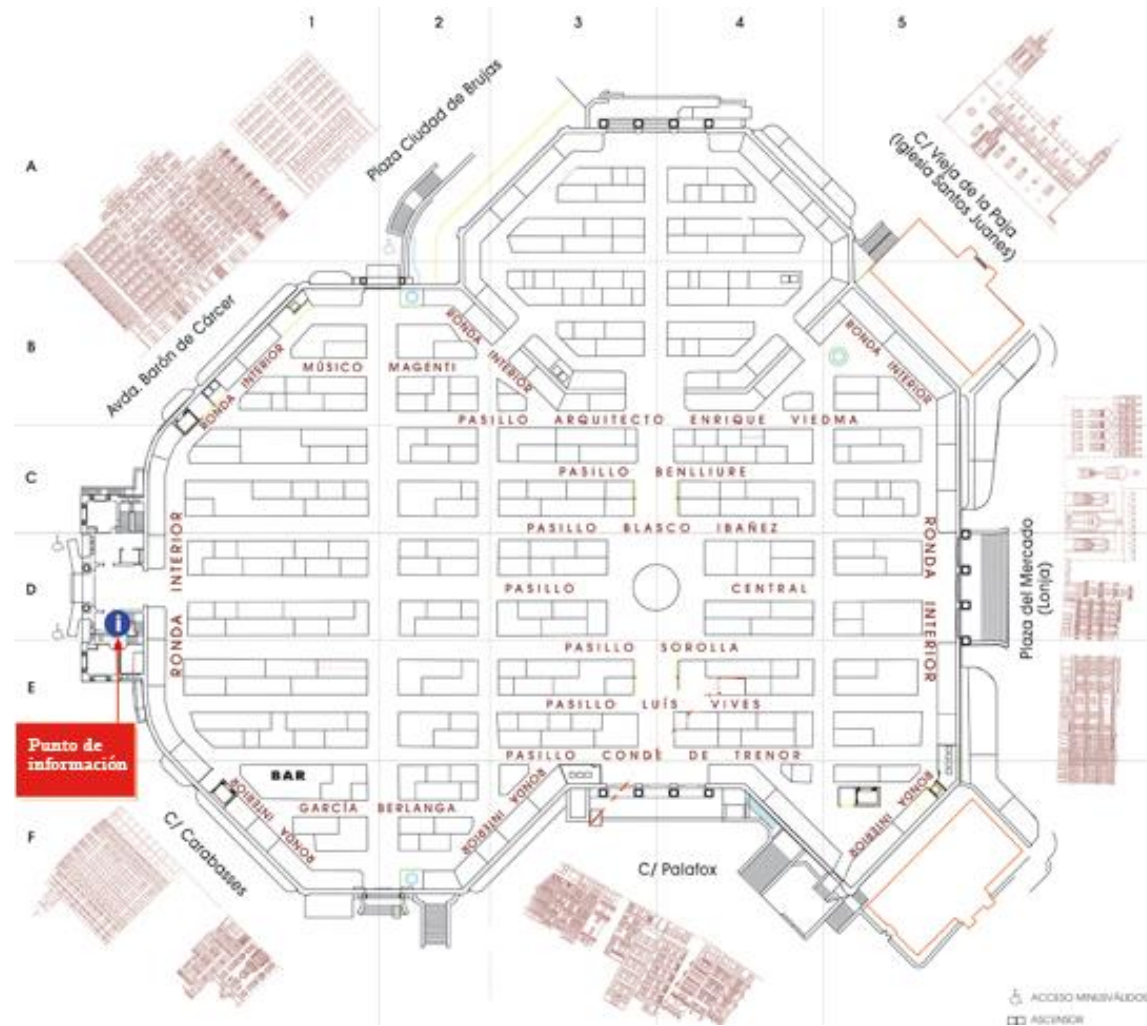 1 2 3 4 5
A
B
C
D
E
F
Plaza Ciudad de Brujas
C/ Vieja de la Paja
(Iglesia Santos Juanes)
Avda. Barón de Cárcer
RONDA INTERIOR
RONDA INTERIOR
RONDA INTERIOR
MÚSICO MAGENTI
PASILLO ARQUITECTO ENRIQUE VIEDMA
PASILLO BENLLIURE
PASILLO BLASCO IBAÑEZ
RONDA INTERIOR
RONDA INTERIOR
PASILLO CENTRAL
Plaza del Mercado
(Lonja)
i
PASILLO SOROLLA
PASILLO LUÍS VIVES
PASILLO CONDE DE TRENOR
Punto de
información
BAR
GARCÍA BERLANGA
RONDA INTERIOR
RONDA INTERIOR
RONDA INTERIOR
RONDA INTERIOR
C/ Carabasses
C/ Palafox
ACCESO MINUSVÁLIDOS
ASCENSOR